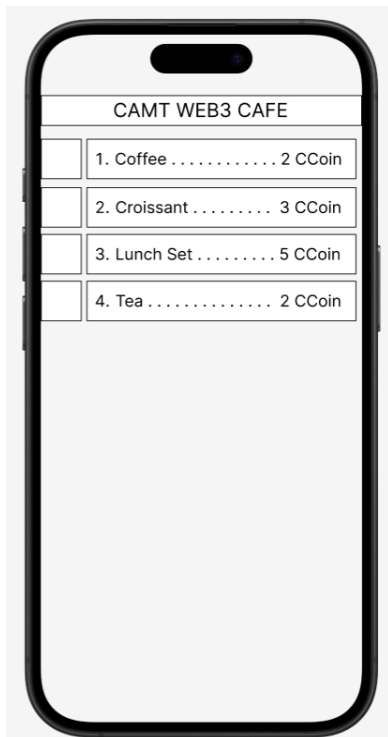 CAMT WEB3 CAFE
1. Coffee . . . . . . . . . . . . 2 CCoin
2. Croissant . . . . . . . . . 3 CCoin
3. Lunch Set . . . . . . . . . 5 CCoin
4. Tea . . . . . . . . . . . . . . 2 CCoin